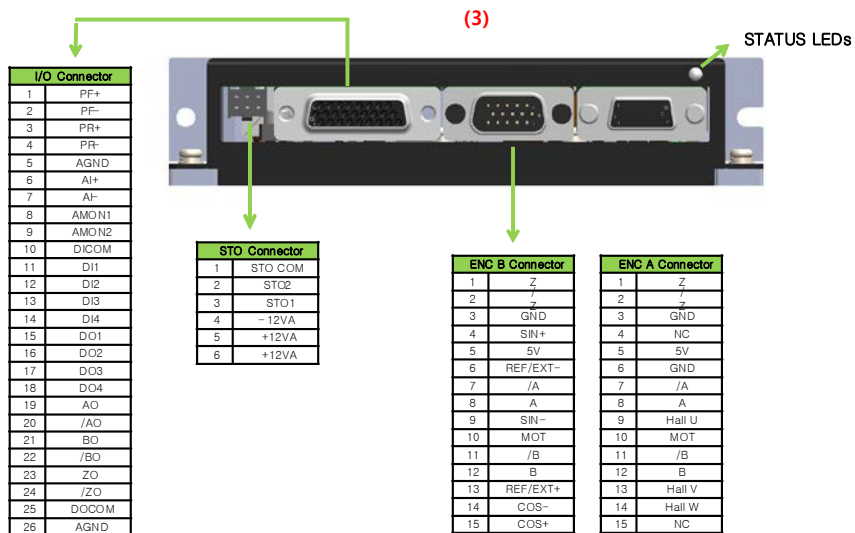 (3)
STATUS LEDs
I/O Connector
1 PF+
2 PF-
3 PR+
4 PR-
5 AGND
6 AI+
7 AI-
8 AMON1
9 AMON2
10 DICOM
11 DI1
12 DI2
13 DI3
14 DI4
15 DO1
16 DO2
17 DO3
18 DO4
19 AO
20 /AO
21 BO
22 /BO
23 ZO
24 /ZO
25 DOCOM
26 AGND
STO Connector
1 STO COM
2 STO2
3 STO1
4 -12VA
5 +12VA
6 +12VA
ENC B Connector
1 Z
2 /Z
3 GND
4 SIN+
5 5V
6 REF/EXT-
7 /A
8 A
9 SIN-
10 MOT
11 /B
12 B
13 REF/EXT+
14 COS-
15 COS+
ENC A Connector
1 Z
2 /Z
3 GND
4 NC
5 5V
6 GND
7 /A
8 A
9 Hall U
10 MOT
11 /B
12 B
13 Hall V
14 Hall W
15 NC